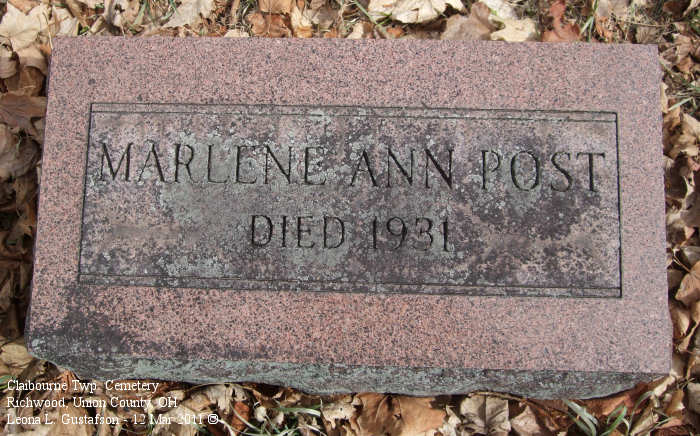 MARLENE ANN POST
DIED 1931
Claibourne Twp. Cemetery
Richwood, Union County, OH
Leona L. Gustafson - 12 Mar 2011 ©